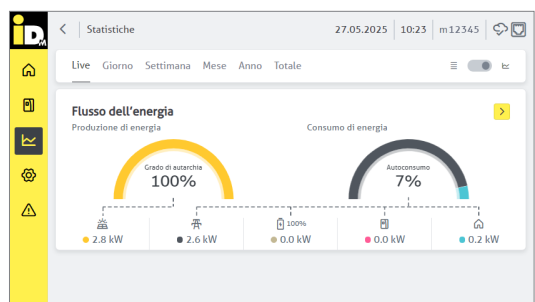 iDM
Statistiche 27.05.2025 10:23 m12345
Live Giorno Settimana Mese Anno Totale
Flusso dell'energia
Produzione di energia Consumo di energia
Grado di autarchia Autoconsumo
100% 7%
100%
2.8 kW 2.6 kW 0.0 kW 0.0 kW 0.2 kW